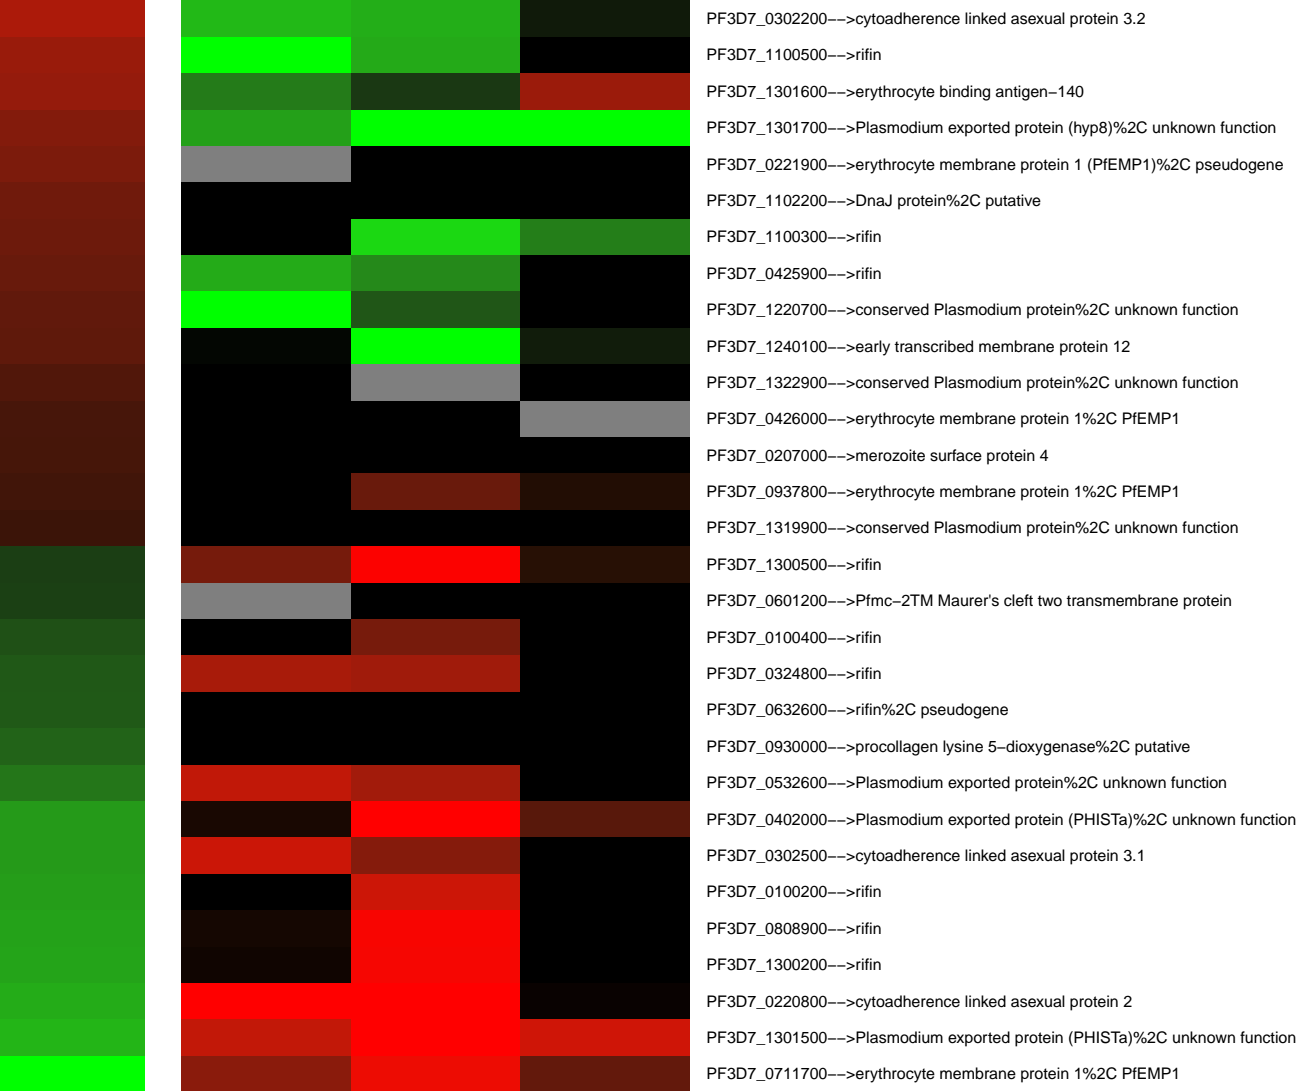 PF3D7_0302200−−>cytoadherence linked asexual protein 3.2
PF3D7_1100500−−>rifin
PF3D7_1301600−−>erythrocyte binding antigen−140
PF3D7_1301700−−>Plasmodium exported protein (hyp8)%2C unknown function
PF3D7_0221900−−>erythrocyte membrane protein 1 (PfEMP1)%2C pseudogene
PF3D7_1102200−−>DnaJ protein%2C putative
PF3D7_1100300−−>rifin
PF3D7_0425900−−>rifin
PF3D7_1220700−−>conserved Plasmodium protein%2C unknown function
PF3D7_1240100−−>early transcribed membrane protein 12
PF3D7_1322900−−>conserved Plasmodium protein%2C unknown function
PF3D7_0426000−−>erythrocyte membrane protein 1%2C PfEMP1
PF3D7_0207000−−>merozoite surface protein 4
PF3D7_0937800−−>erythrocyte membrane protein 1%2C PfEMP1
PF3D7_1319900−−>conserved Plasmodium protein%2C unknown function
PF3D7_1300500−−>rifin
PF3D7_0601200−−>Pfmc−2TM Maurer's cleft two transmembrane protein
PF3D7_0100400−−>rifin
PF3D7_0324800−−>rifin
PF3D7_0632600−−>rifin%2C pseudogene
PF3D7_0930000−−>procollagen lysine 5−dioxygenase%2C putative
PF3D7_0532600−−>Plasmodium exported protein%2C unknown function
PF3D7_0402000−−>Plasmodium exported protein (PHISTa)%2C unknown function
PF3D7_0302500−−>cytoadherence linked asexual protein 3.1
PF3D7_0100200−−>rifin
PF3D7_0808900−−>rifin
PF3D7_1300200−−>rifin
PF3D7_0220800−−>cytoadherence linked asexual protein 2
PF3D7_1301500−−>Plasmodium exported protein (PHISTa)%2C unknown function
PF3D7_0711700−−>erythrocyte membrane protein 1%2C PfEMP1